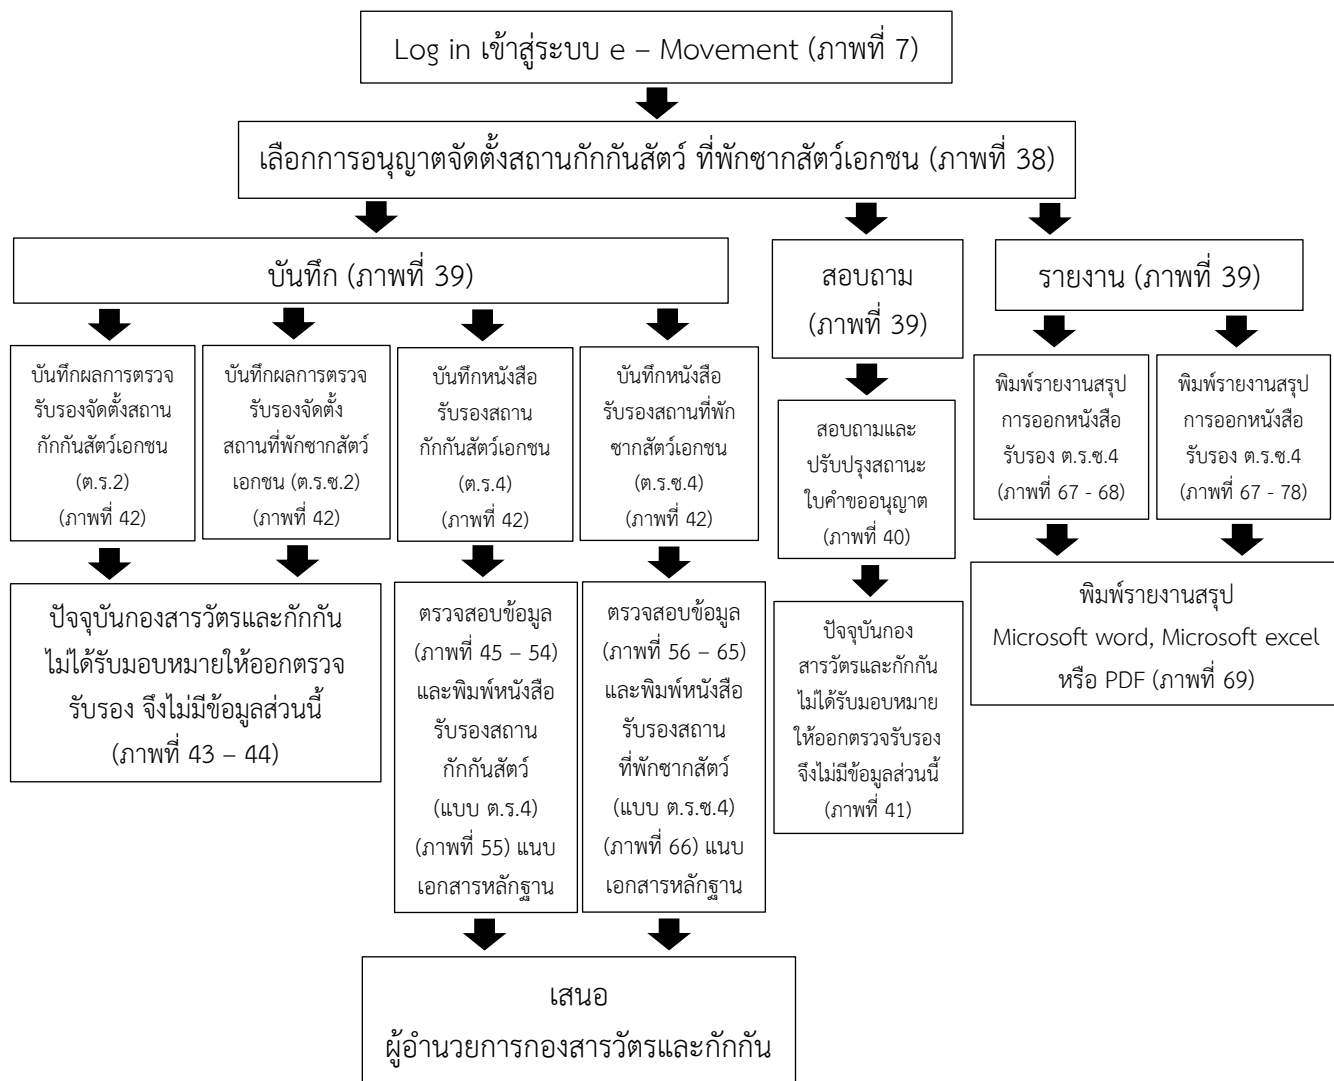 Log in เข้าสู่ระบบ e – Movement (ภาพที่ 7)
เลือกการอนุญาตจัดตั้งสถานกักกันสัตว์ ที่พักซากสัตว์เอกชน (ภาพที่ 38)
บันทึก (ภาพที่ 39)
สอบถาม
(ภาพที่ 39)
รายงาน (ภาพที่ 39)
บันทึกผลการตรวจ
รับรองจัดตั้งสถาน
กักกันสัตว์เอกชน
(ต.ร.2)
(ภาพที่ 42)
บันทึกผลการตรวจ
รับรองจัดตั้ง
สถานที่พักซากสัตว์
เอกชน (ต.ร.ซ.2)
(ภาพที่ 42)
บันทึกหนังสือ
รับรองสถาน
กักกันสัตว์เอกชน
(ต.ร.4)
(ภาพที่ 42)
บันทึกหนังสือ
รับรองสถานที่พัก
ซากสัตว์เอกชน
(ต.ร.ซ.4)
(ภาพที่ 42)
สอบถามและ
ปรับปรุงสถานะ
ใบคำขออนุญาต
(ภาพที่ 40)
พิมพ์รายงานสรุป
การออกหนังสือ
รับรอง ต.ร.ซ.4
(ภาพที่ 67 - 68)
พิมพ์รายงานสรุป
การออกหนังสือ
รับรอง ต.ร.ซ.4
(ภาพที่ 67 - 78)
ปัจจุบันกองสารวัตรและกักกัน
ไม่ได้รับมอบหมายให้ออกตรวจ
รับรอง จึงไม่มีข้อมูลส่วนนี้
(ภาพที่ 43 – 44)
ตรวจสอบข้อมูล
(ภาพที่ 45 – 54)
และพิมพ์หนังสือ
รับรองสถาน
กักกันสัตว์
(แบบ ต.ร.4)
(ภาพที่ 55) แนบ
เอกสารหลักฐาน
ตรวจสอบข้อมูล
(ภาพที่ 56 – 65)
และพิมพ์หนังสือ
รับรองสถาน
ที่พักซากสัตว์
(แบบ ต.ร.ซ.4)
(ภาพที่ 66) แนบ
เอกสารหลักฐาน
ปัจจุบันกอง
สารวัตรและกักกัน
ไม่ได้รับมอบหมาย
ให้ออกตรวจรับรอง
จึงไม่มีข้อมูลส่วนนี้
(ภาพที่ 41)
พิมพ์รายงานสรุป
Microsoft word, Microsoft excel
หรือ PDF (ภาพที่ 69)
เสนอ
ผู้อำนวยการกองสารวัตรและกักกัน